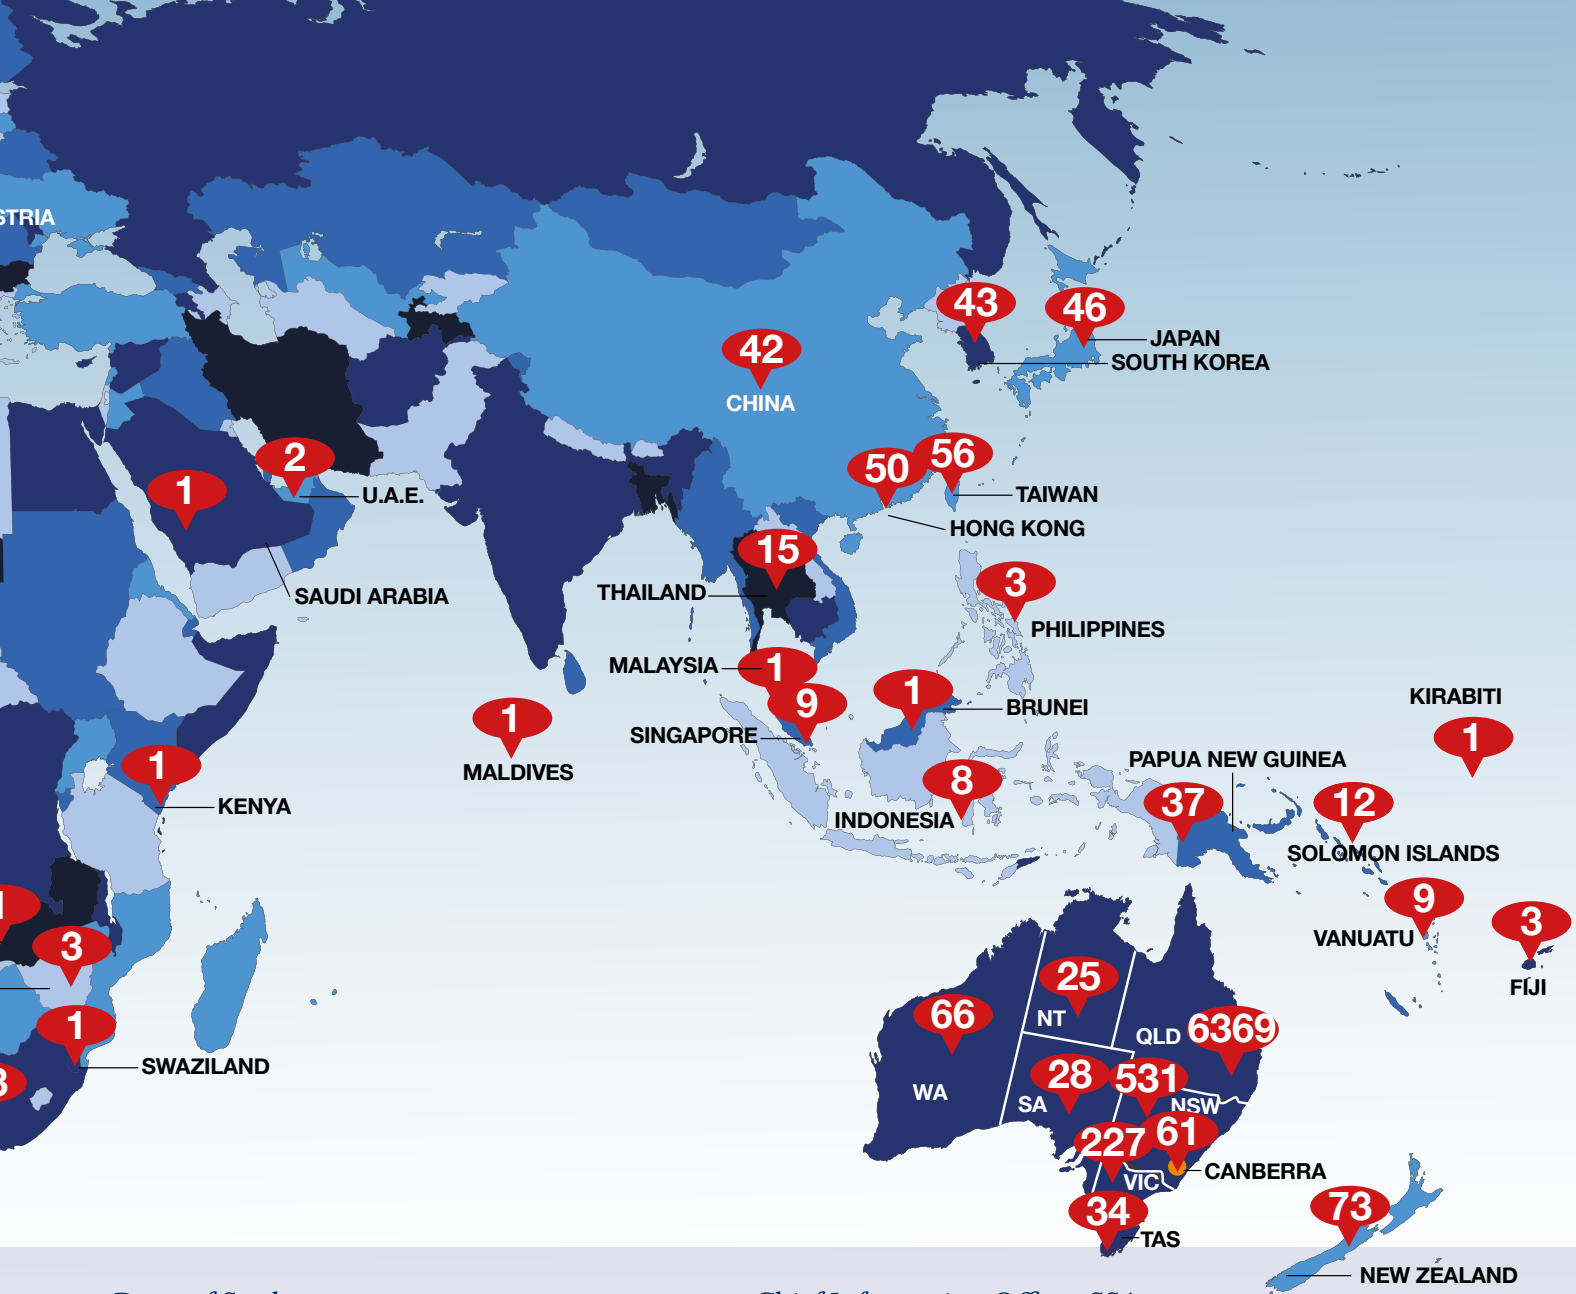 STRIA
43
46
JAPAN
SOUTH KOREA
42
CHINA
2
1
U.A.E.
50
56
TAIWAN
HONG KONG
15
THAILAND
SAUDI ARABIA
3
PHILIPPINES
MALAYSIA
1
9
1
BRUNEI
SINGAPORE
1
MALDIVES
KIRABITI
1
1
KENYA
8
INDONESIA
PAPUA NEW GUINEA
37
12
SOLOMON ISLANDS
9
VANUATU
3
FIJI
3
1
SWAZILAND
66
WA
25
NT
QLD
6369
28
SA
531
NSW
227
61
VIC
CANBERRA
34
TAS
73
NEW ZEALAND